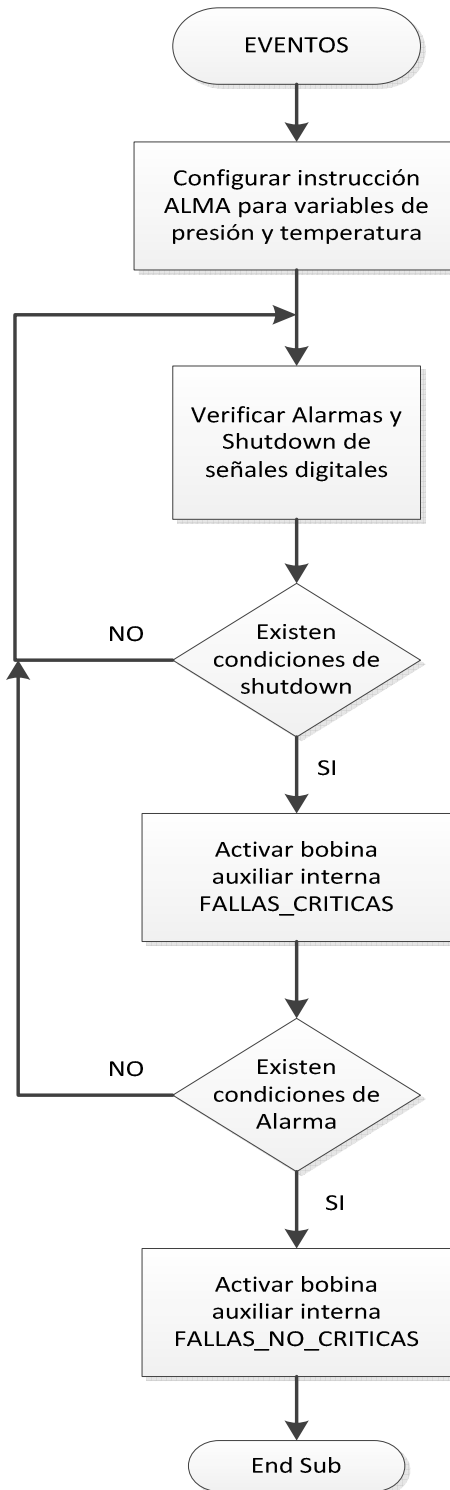 EVENTOS
Configurar instrucción
ALMA para variables de
presión y temperatura
Verificar Alarmas y
Shutdown de
señales digitales
NO
Existen
condiciones de
shutdown
SI
Activar bobina
auxiliar interna
FALLAS_CRITICAS
NO
Existen
condiciones de
Alarma
SI
Activar bobina
auxiliar interna
FALLAS_NO_CRITICAS
End Sub